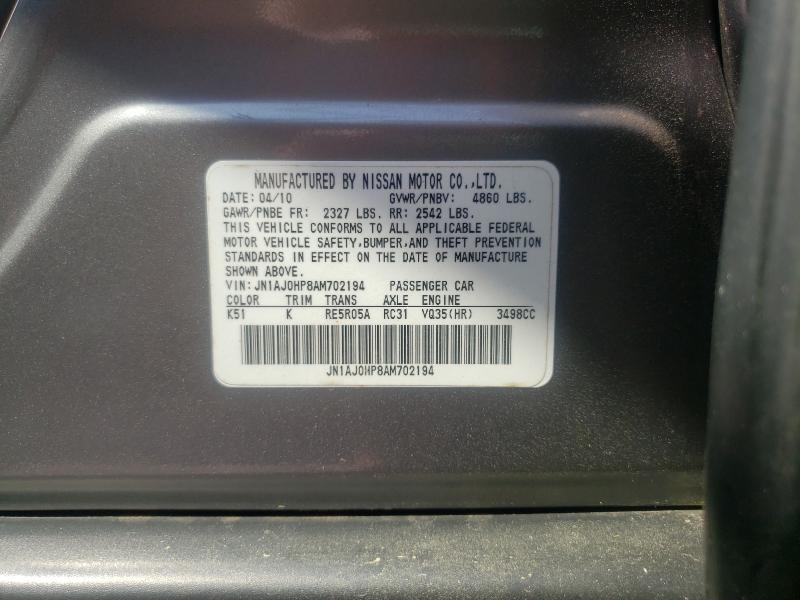 MANUFACTURED BY NISSAN MOTOR CO.,LTD.
DATE: 04/10 GVWR/PNBV: 4860 LBS.
GAWR/PNBE FR: 2327 LBS. RR: 2542 LBS.
THIS VEHICLE CONFORMS TO ALL APPLICABLE FEDERAL
MOTOR VEHICLE SAFETY,BUMPER,AND THEFT PREVENTION
STANDARDS IN EFFECT ON THE DATE OF MANUFACTURE
SHOWN ABOVE.
VIN: JN1AJ0HP8AM702194 PASSENGER CAR
COLOR TRIM TRANS AXLE ENGINE
K51 K RE5R05A RC31 VQ35(HR) 3498CC
JN1AJ0HP8AM702194